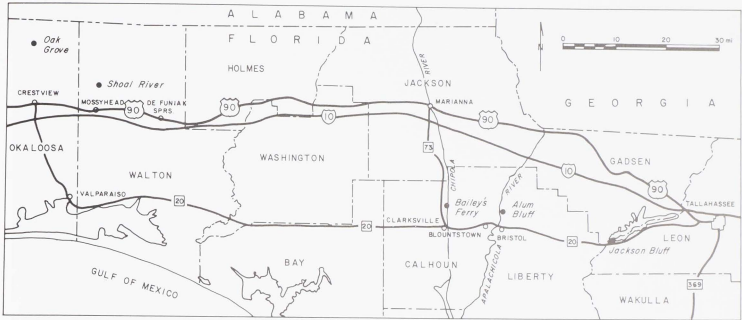 ALABAMA
FLORIDA
Oak
Grove
Shoal River
HOLMES
JACKSON
RIVER
N
0 10 20 30 mi
GEORGIA
CRESTVIEW
MOSSYHEAD
90
DE FUNIAK
SPRS.
90
10
MARIANNA
90
OKALOOSA
WALTON
WASHINGTON
73
CHIPOLA
RIVER
10
GADSEN
90
VALPARAISO
20
Bailey's
Ferry
Alum
Bluff
TALLAHASSEE
CLARKSVILLE
20
20
BLOUNTSTOWN
BRISTOL
20
LEON
Jackson Bluff
GULF OF MEXICO
BAY
CALHOUN
APALACHICOLA
LIBERTY
369
WAKULLA